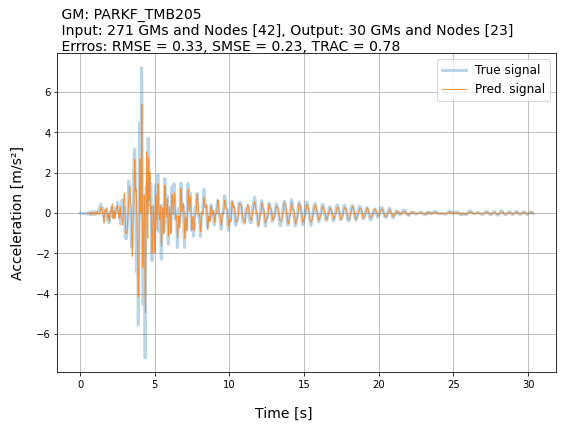 GM: PARKF_TMB205
Input: 271 GMs and Nodes [42], Output: 30 GMs and Nodes [23]
Errros: RMSE = 0.33, SMSE = 0.23, TRAC = 0.78
True signal
Pred. signal
Acceleration [m/s²]
6
4
2
0
−2
−4
−6
0 5 10 15 20 25 30
Time [s]